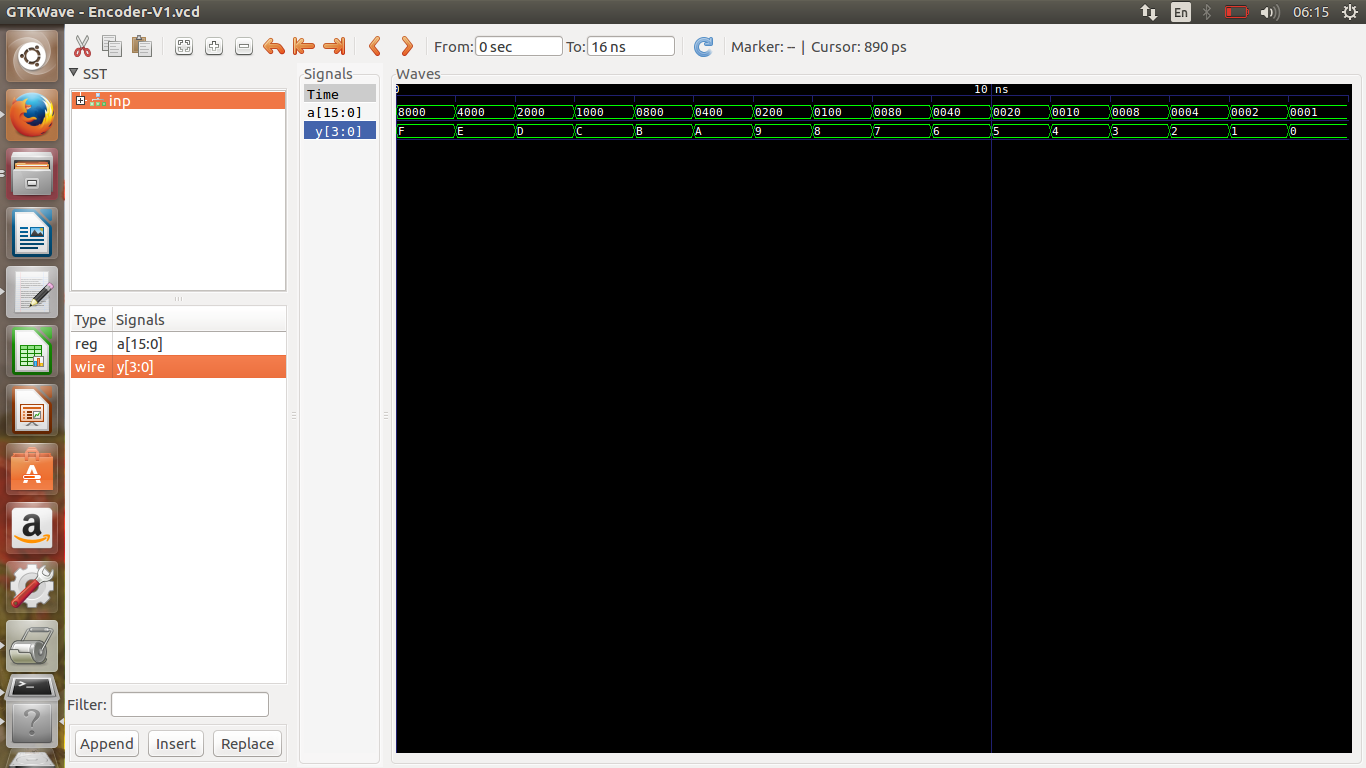 GTKWave - Encoder-V1.vcd
En
06:15
From: 0 sec To: 16 ns
Marker: -- | Cursor: 890 ps
SST
inp
Type Signals
reg a[15:0]
wire y[3:0]
Filter:
Append Insert Replace
Signals
Time
a[15:0]
y[3:0]
Waves
0 10 ns
8000 4000 2000 1000 0800 0400 0200 0100 0080 0040 0020 0010 0008 0004 0002 0001
F E D C B A 9 8 7 6 5 4 3 2 1 0